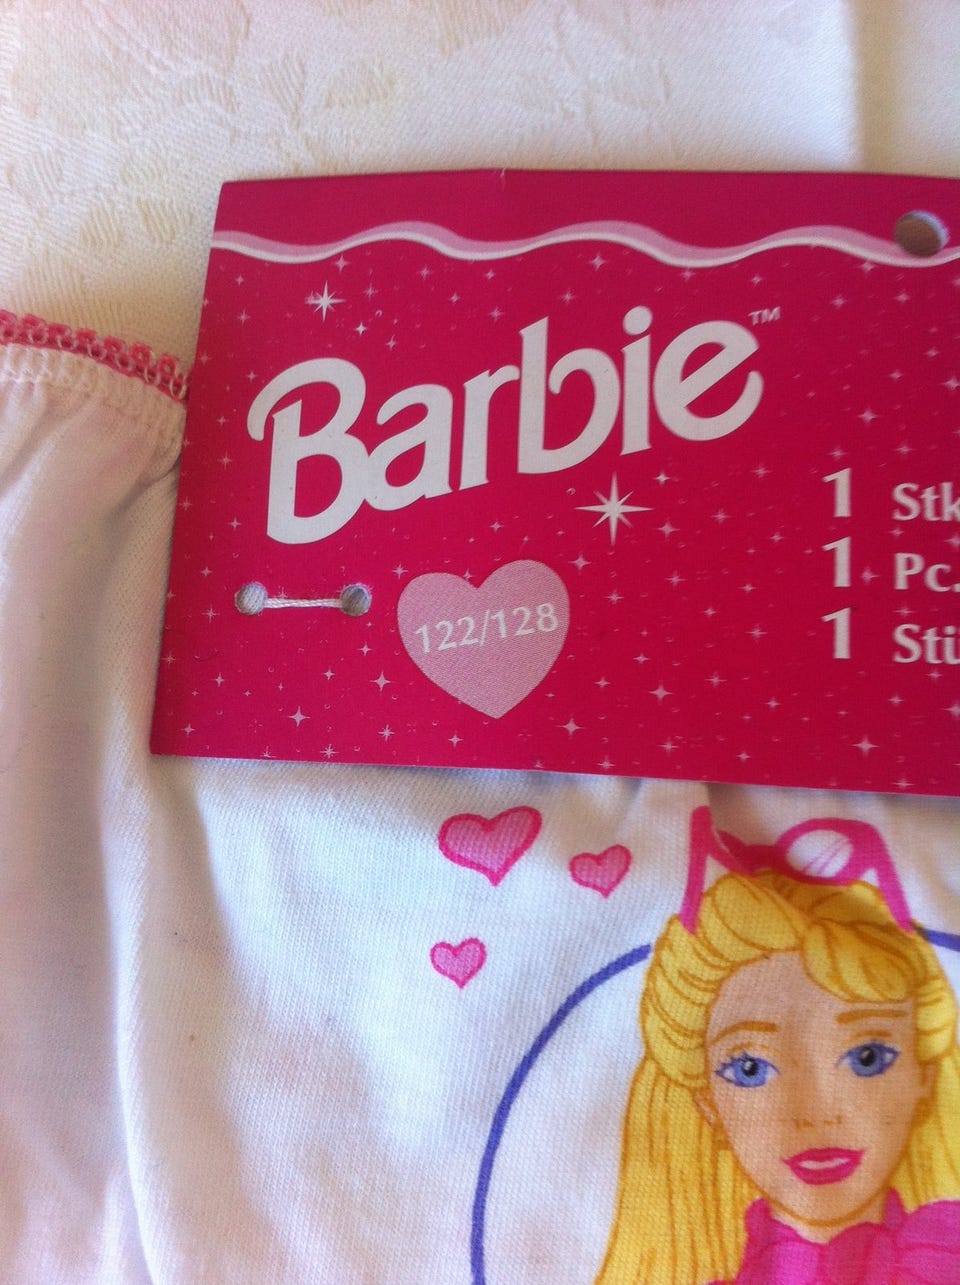 Barbie™
122/128
1 Stk
1 Pc.
1 Stü